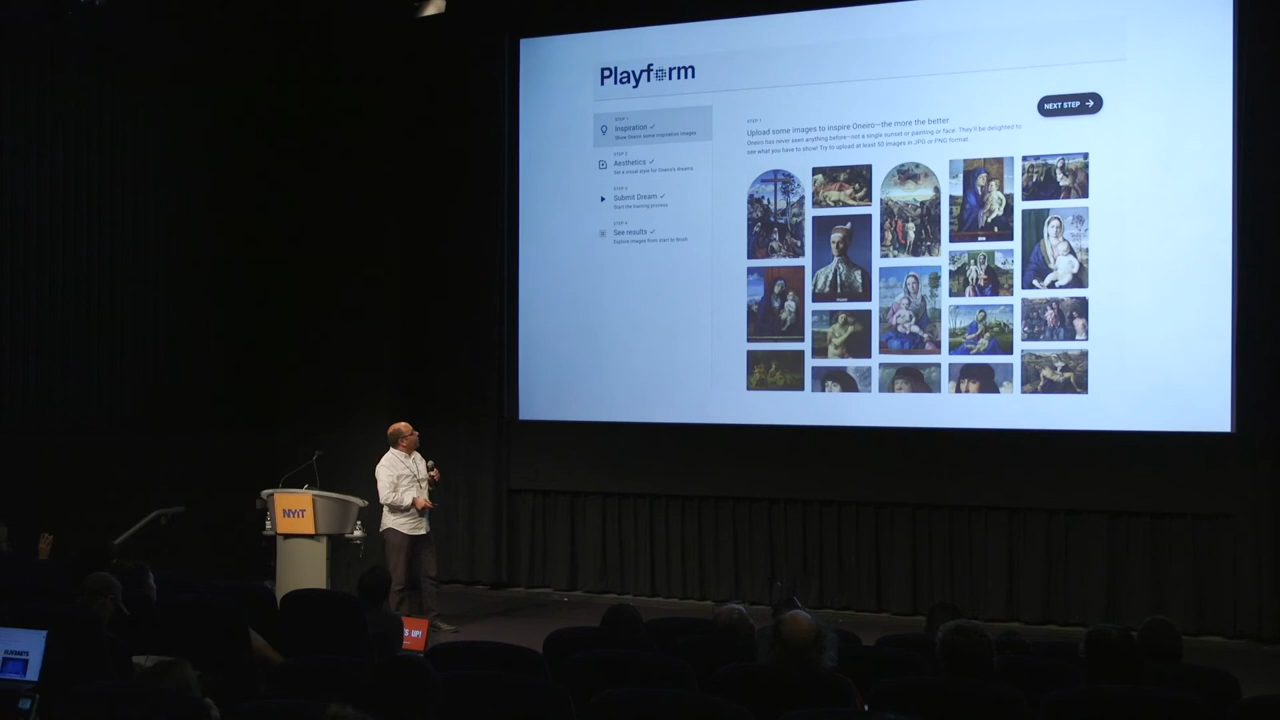 Playform
NEXT STEP
STEP 1
Inspiration
Show Oneiro some inspiration images
STEP 2
Aesthetics
Set a visual style for Oneiro's dreams
STEP 3
Submit Dream
Start the training process
STEP 4
See results
Explore images from start to finish
STEP 1
Upload some images to inspire Oneiro—the more the better
Oneiro has never seen anything before—not a single sunset or painting or face. They'll be delighted to
see what you have to show! Try to upload at least 50 images in JPG or PNG format.
NYiT
UP!